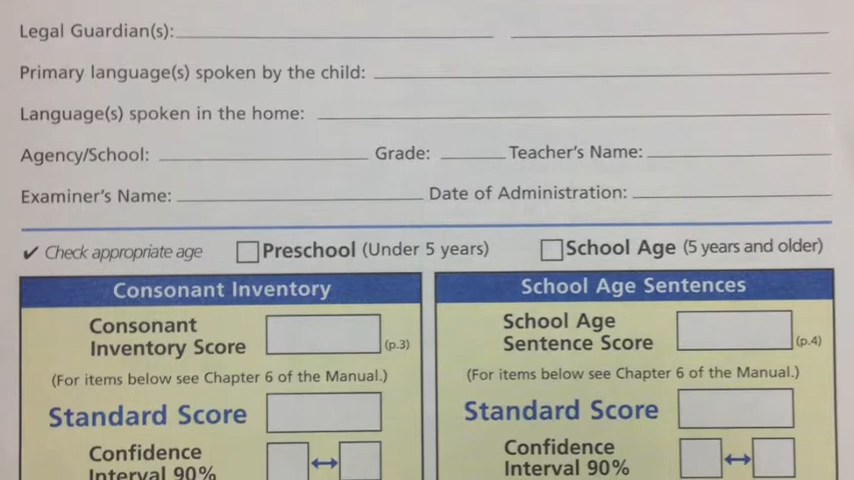 Legal Guardian(s):
Primary language(s) spoken by the child:
Language(s) spoken in the home:
Agency/School: Grade: Teacher's Name:
Examiner's Name: Date of Administration:
✔ Check appropriate age Preschool (Under 5 years) School Age (5 years and older)
Consonant Inventory
Consonant
Inventory Score (p.3)
(For items below see Chapter 6 of the Manual.)
Standard Score
Confidence
Interval 90%
School Age Sentences
School Age
Sentence Score (p.4)
(For items below see Chapter 6 of the Manual.)
Standard Score
Confidence
Interval 90%